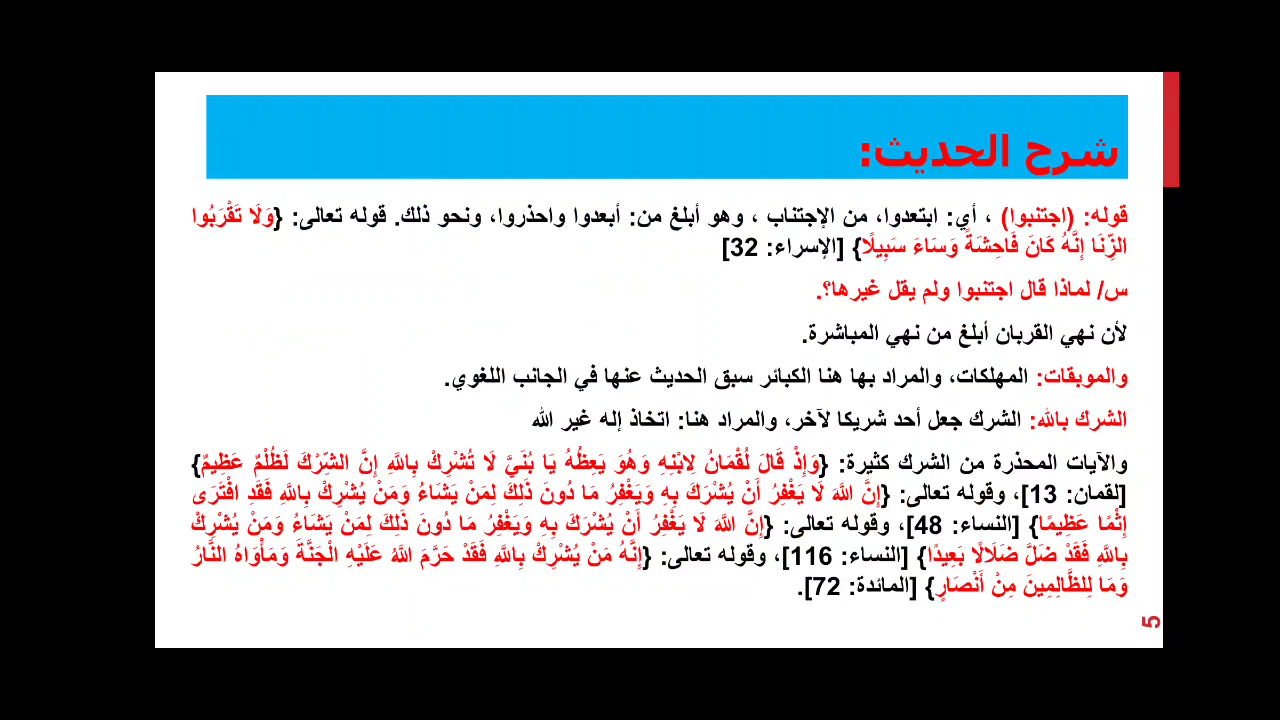 شرح الحديث:
قوله: (اجتنبوا) ، أي: ابتعدوا، من الإجتناب ، وهو أبلغ من: أبعدوا واحذروا، ونحو ذلك. قوله تعالى: {وَلَا تَقْرَبُوا
الزِّنَا إِنَّهُ كَانَ فَاحِشَةً وَسَاءَ سَبِيلًا} [الإسراء: 32]
س/ لماذا قال اجتنبوا ولم يقل غيرها؟.
لأن نهي القربان أبلغ من نهي المباشرة.
والموبقات: المهلكات، والمراد بها هنا الكبائر سبق الحديث عنها في الجانب اللغوي.
الشرك بالله: الشرك جعل أحد شريكا لآخر، والمراد هنا: اتخاذ إله غير الله
والآيات المحذرة من الشرك كثيرة: {وَإِذْ قَالَ لُقْمَانُ لِابْنِهِ وَهُوَ يَعِظُهُ يَا بُنَيَّ لَا تُشْرِكْ بِاللَّهِ إِنَّ الشِّرْكَ لَظُلْمٌ عَظِيمٌ}
[لقمان: 13]، وقوله تعالى: {إِنَّ اللَّهَ لَا يَغْفِرُ أَنْ يُشْرَكَ بِهِ وَيَغْفِرُ مَا دُونَ ذَلِكَ لِمَنْ يَشَاءُ وَمَنْ يُشْرِكْ بِاللَّهِ فَقَدِ افْتَرَى
إِثْمًا عَظِيمًا} [النساء: 48]، وقوله تعالى: {إِنَّ اللَّهَ لَا يَغْفِرُ أَنْ يُشْرَكَ بِهِ وَيَغْفِرُ مَا دُونَ ذَلِكَ لِمَنْ يَشَاءُ وَمَنْ يُشْرِكْ
بِاللَّهِ فَقَدْ ضَلَّ ضَلَالًا بَعِيدًا} [النساء: 116]، وقوله تعالى: {إِنَّهُ مَنْ يُشْرِكْ بِاللَّهِ فَقَدْ حَرَّمَ اللَّهُ عَلَيْهِ الْجَنَّةَ وَمَأْوَاهُ النَّارُ
وَمَا لِلظَّالِمِينَ مِنْ أَنْصَارٍ} [المائدة: 72].
5